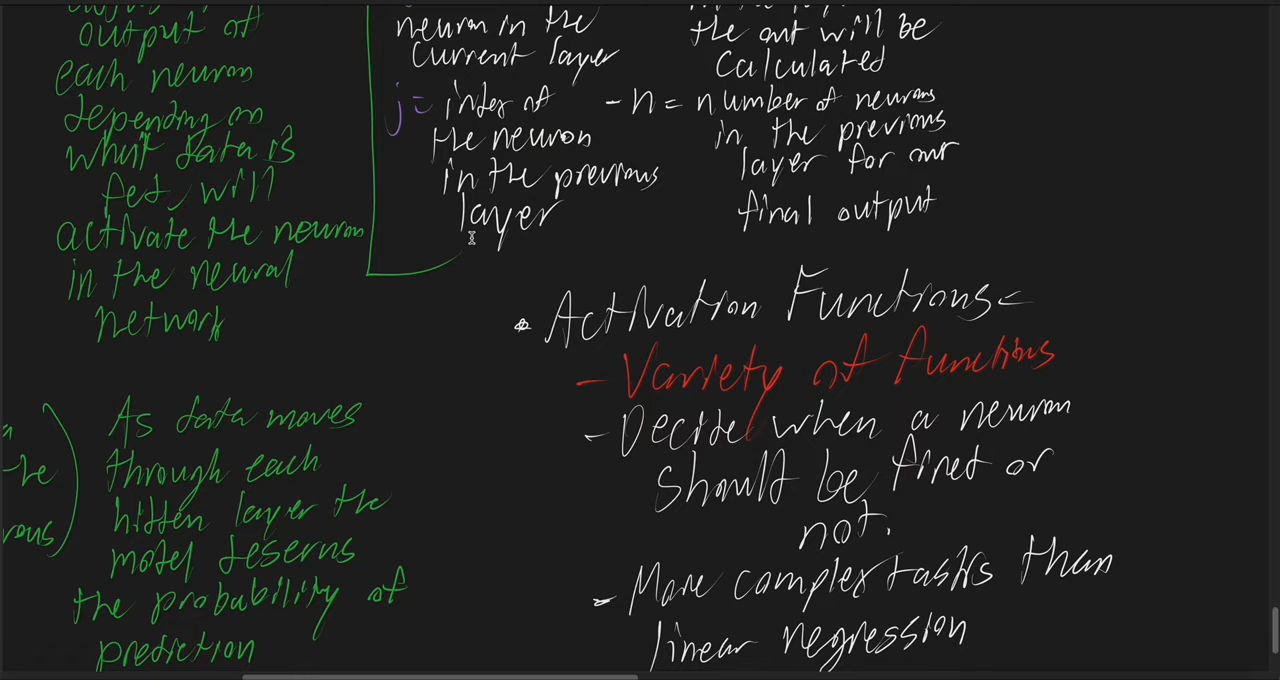 output of
each neuron
depending on
what data is
fed, will
activate the neuron
in the neural
network
As data moves
through each
hidden layer the
model deserns
the probability of
prediction
neuron in the
current layer
j = index of
the neuron
in the previous
layer
the out will be
calculated
- n = number of neurons
in the previous
layer for our
final output
• Activation Functions =
- Variety of functions
- Decide when a neuron
should be fired or
not.
- More complex tasks than
linear regression